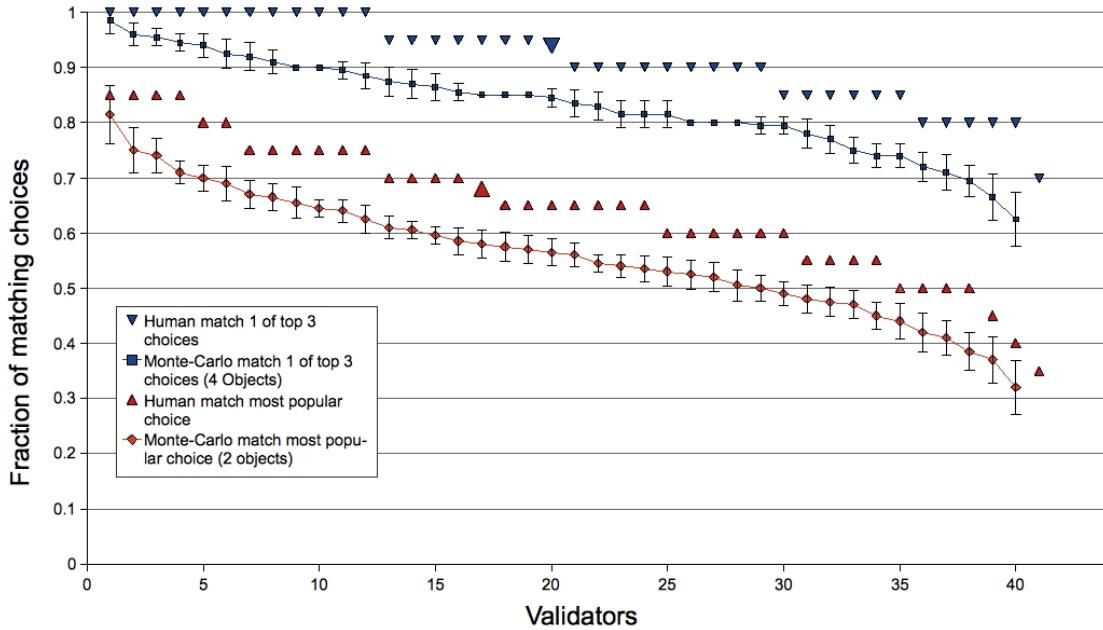 1
0.9
0.8
0.7
0.6
0.5
0.4
0.3
0.2
0.1
0
Fraction of matching choices
Human match 1 of top 3
choices
Monte-Carlo match 1 of top 3
choices (4 Objects)
Human match most popular
choice
Monte-Carlo match most popu-
lar choice (2 objects)
0 5 10 15 20 25 30 35 40
Validators